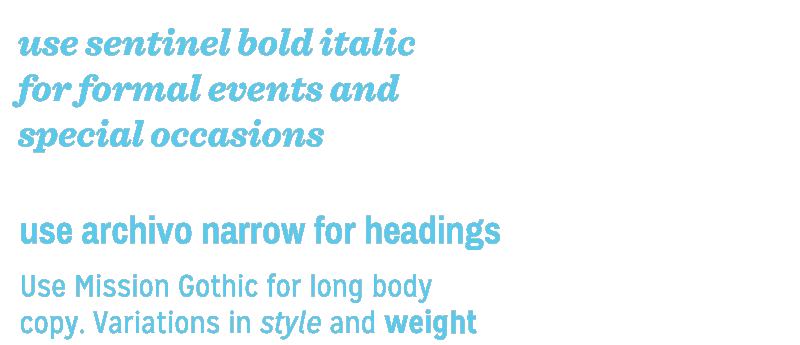 use sentinel bold italic
for formal events and
special occasions
use archivo narrow for headings
Use Mission Gothic for long body
copy. Variations in style and weight